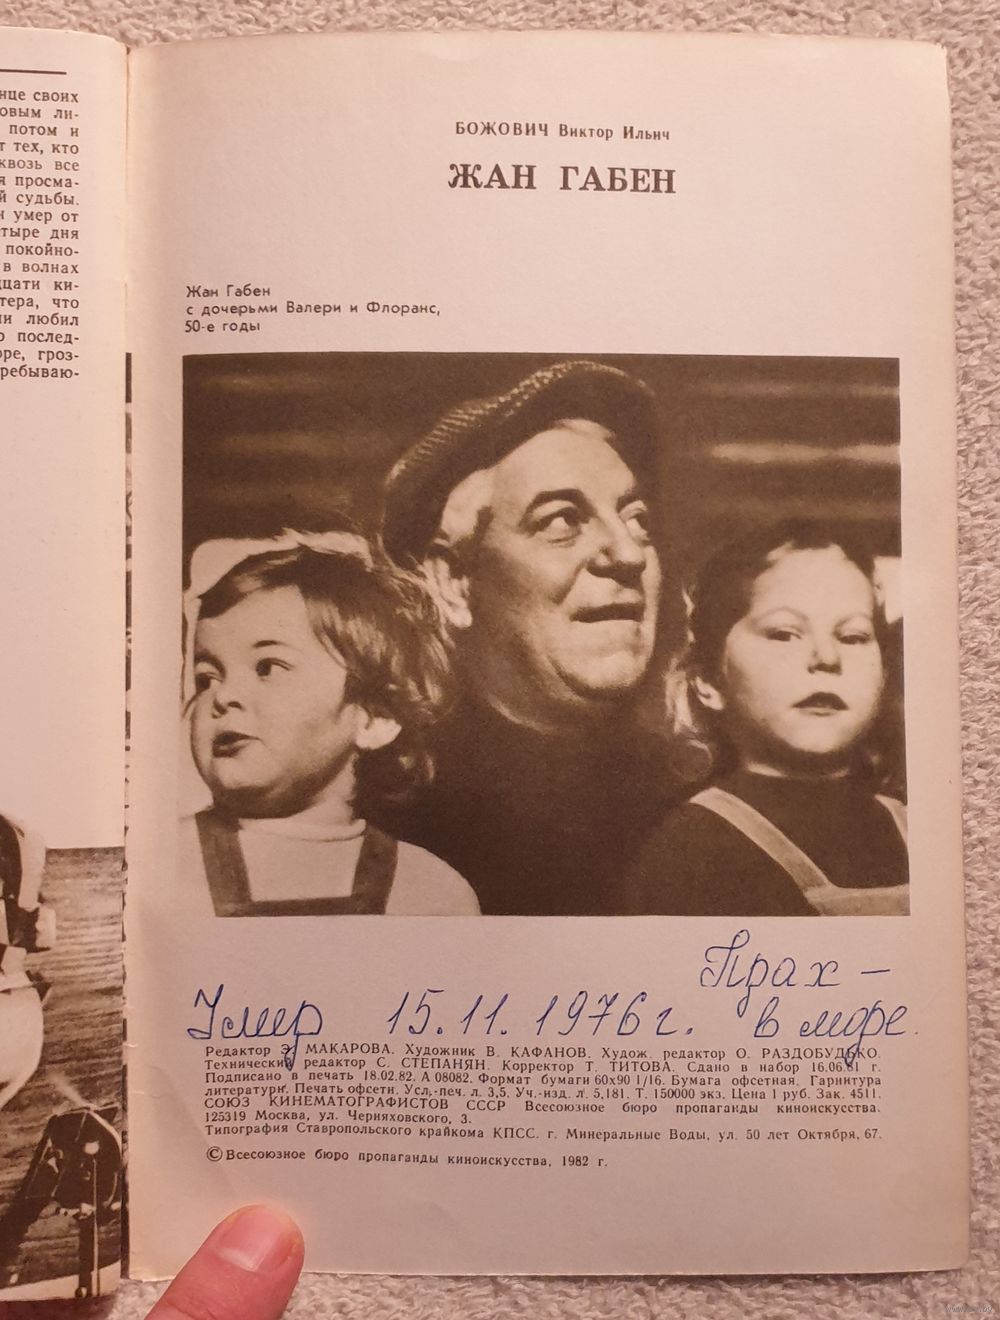 нце своих
овым ли-
потом и
т тех, кто
квозь все
я просма-
й судьбы.
н умер от
тыре дня
покойно-
в волнах
дцати ки-
тера, что
ии любил
о послед-
оре, гроз-
ребываю-
БОЖОВИЧ Виктор Ильич
ЖАН ГАБЕН
Жан Габен
с дочерьми Валери и Флоранс,
50-е годы
Прах –
Умер 15.11.1976 г. в море.
Редактор Э. МАКАРОВА. Художник В. КАФАНОВ. Худож. редактор О. РАЗДОБУДЬКО.
Технический редактор С. СТЕПАНЯН. Корректор Т. ТИТОВА. Сдано в набор 16.06.81 г.
Подписано в печать 18.02.82. А 08082. Формат бумаги 60х90 1/16. Бумага офсетная. Гарнитура
литературн. Печать офсетн. Усл.-печ. л. 3,5. Уч.-изд. л. 5,181. Т. 150000 экз. Цена 1 руб. Зак. 4511.
СОЮЗ КИНЕМАТОГРАФИСТОВ СССР Всесоюзное бюро пропаганды киноискусства.
125319 Москва, ул. Черняховского, 3.
Типография Ставропольского крайкома КПСС. г. Минеральные Воды, ул. 50 лет Октября, 67.
© Всесоюзное бюро пропаганды киноискусства, 1982 г.